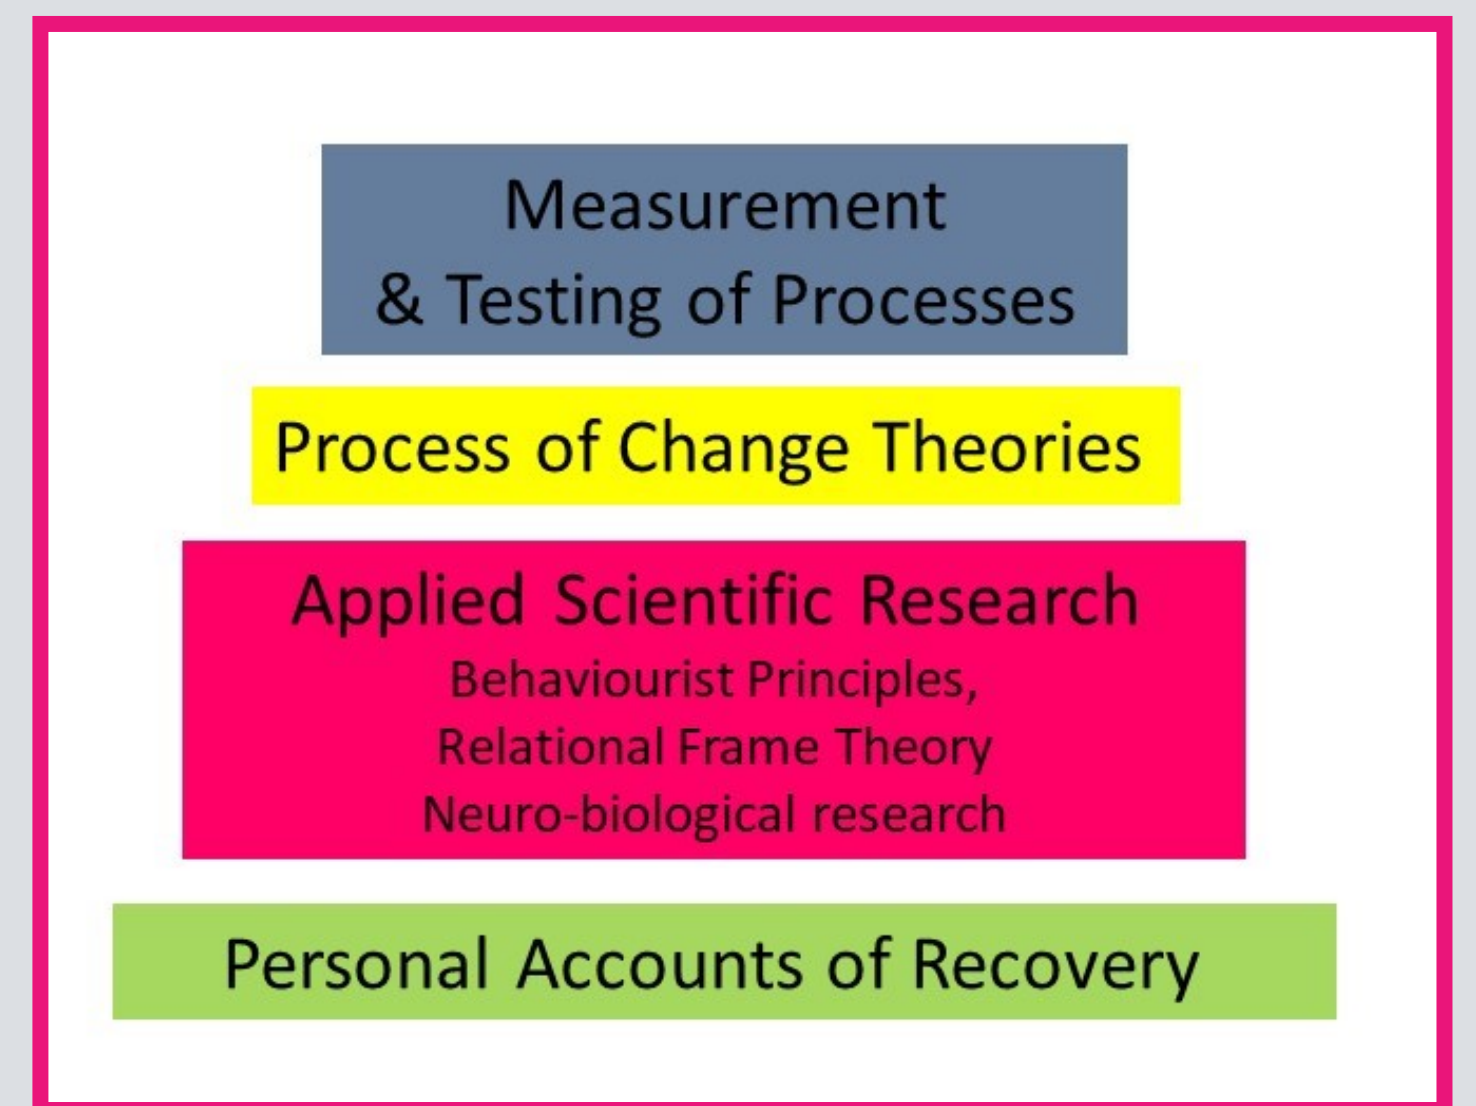 Measurement
& Testing of Processes
Process of Change Theories
Applied Scientific Research
Behaviourist Principles,
Relational Frame Theory
Neuro-biological research
Personal Accounts of Recovery